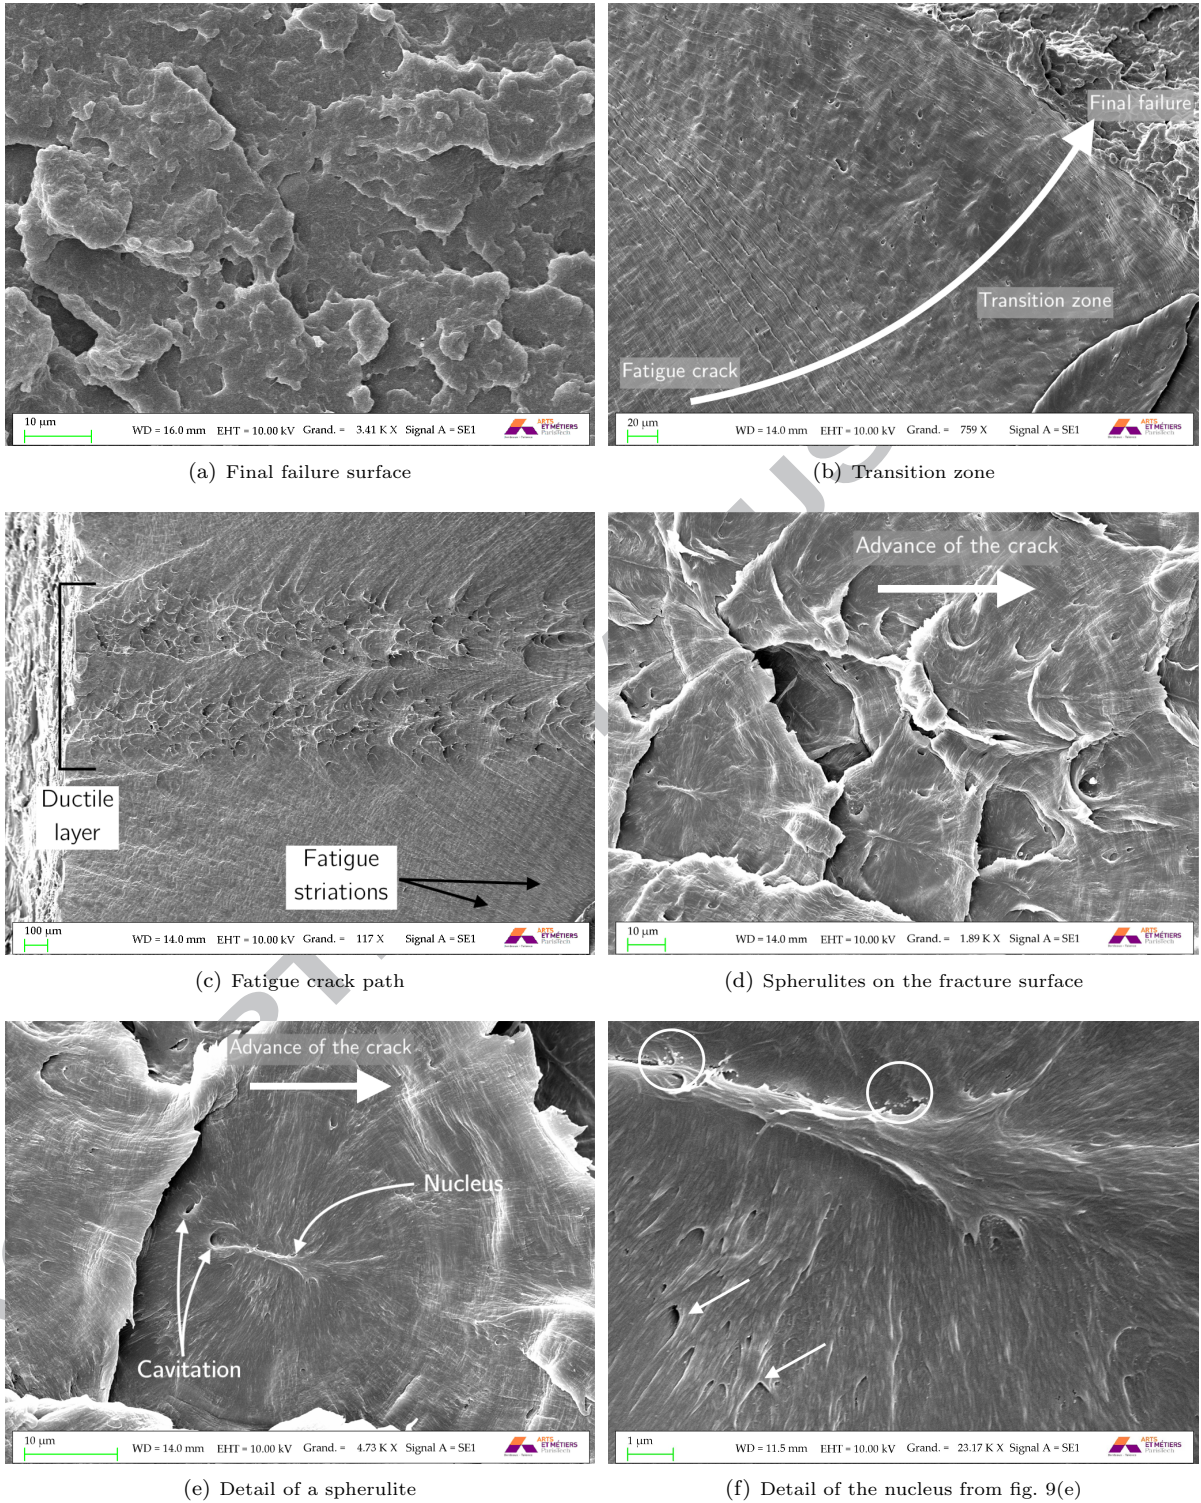 Final failure
Transition zone
Fatigue crack
10 µm
WD = 16.0 mm EHT = 10.00 kV Grand. = 3.41 K X Signal A = SE1
ARTS
ET MÉTIERS
ParisTech
20 µm
WD = 14.0 mm EHT = 10.00 kV Grand. = 759 X Signal A = SE1
ARTS
ET MÉTIERS
ParisTech
(a) Final failure surface
(b) Transition zone
Ductile
layer
Fatigue
striations
100 µm
WD = 14.0 mm EHT = 10.00 kV Grand. = 117 X Signal A = SE1
ARTS
ET MÉTIERS
ParisTech
Advance of the crack
10 µm
WD = 14.0 mm EHT = 10.00 kV Grand. = 1.89 K X Signal A = SE1
ARTS
ET MÉTIERS
ParisTech
(c) Fatigue crack path
(d) Spherulites on the fracture surface
Advance of the crack
Nucleus
Cavitation
10 µm
WD = 14.0 mm EHT = 10.00 kV Grand. = 4.73 K X Signal A = SE1
ARTS
ET MÉTIERS
ParisTech
1 µm
WD = 11.5 mm EHT = 10.00 kV Grand. = 23.17 K X Signal A = SE1
ARTS
ET MÉTIERS
ParisTech
(e) Detail of a spherulite
(f) Detail of the nucleus from fig. 9(e)